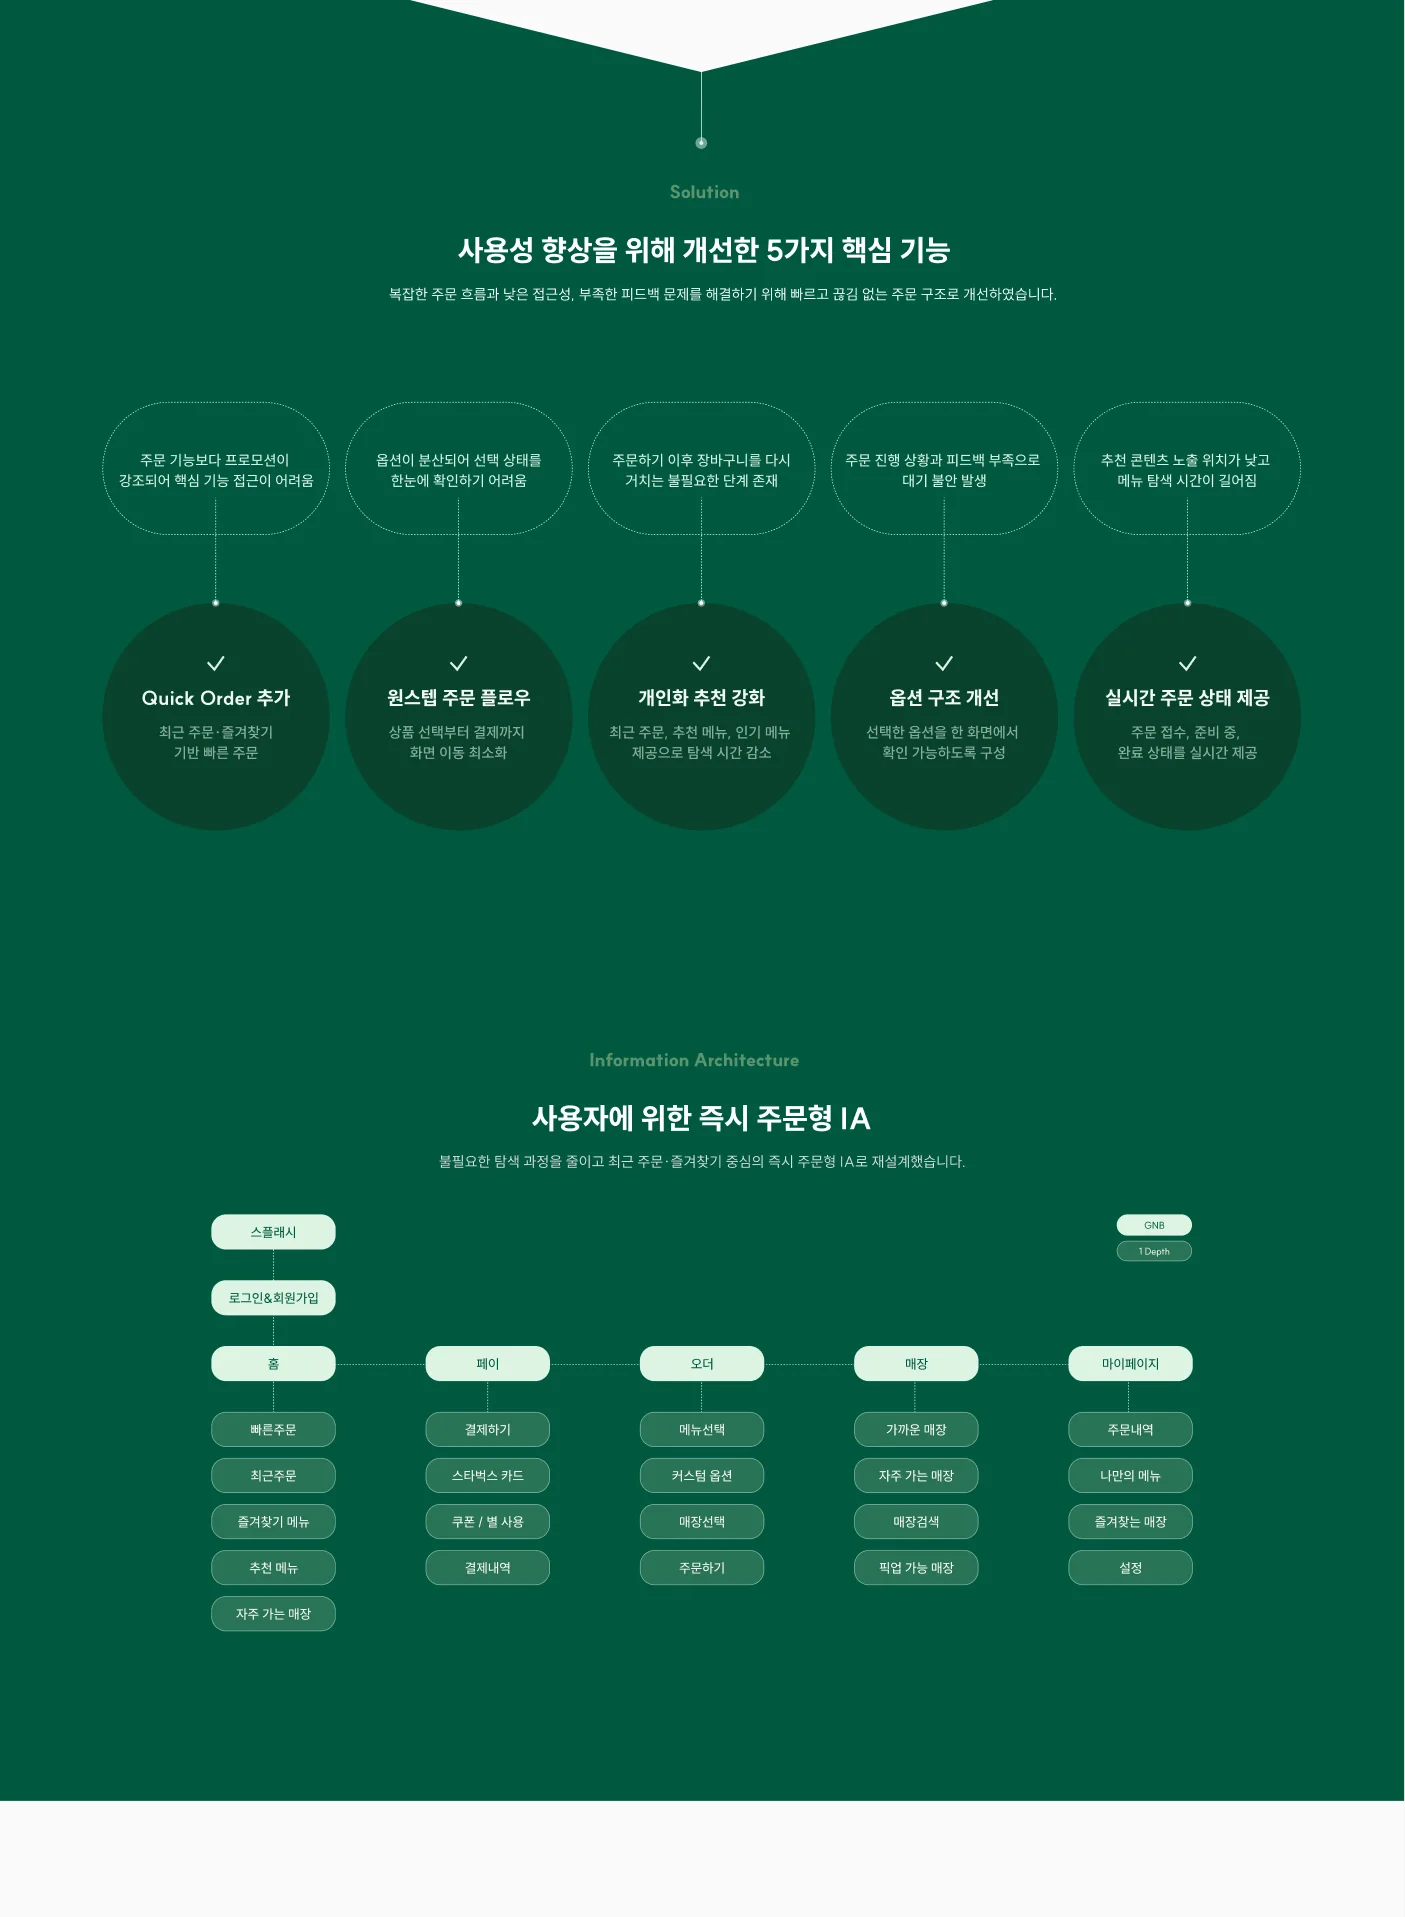 Solution
사용성 향상을 위해 개선한 5가지 핵심 기능
복잡한 주문 흐름과 낮은 접근성, 부족한 피드백 문제를 해결하기 위해 빠르고 끊김 없는 주문 구조로 개선하였습니다.
주문 기능보다 프로모션이
강조되어 핵심 기능 접근이 어려움
옵션이 분산되어 선택 상태를
한눈에 확인하기 어려움
주문하기 이후 장바구니를 다시
거치는 불필요한 단계 존재
주문 진행 상황과 피드백 부족으로
대기 불안 발생
추천 콘텐츠 노출 위치가 낮고
메뉴 탐색 시간이 길어짐
Quick Order 추가
최근 주문·즐겨찾기
기반 빠른 주문
원스텝 주문 플로우
상품 선택부터 결제까지
화면 이동 최소화
개인화 추천 강화
최근 주문, 추천 메뉴, 인기 메뉴
제공으로 탐색 시간 감소
옵션 구조 개선
선택한 옵션을 한 화면에서
확인 가능하도록 구성
실시간 주문 상태 제공
주문 접수, 준비 중,
완료 상태를 실시간 제공
Information Architecture
사용자에 위한 즉시 주문형 IA
불필요한 탐색 과정을 줄이고 최근 주문·즐겨찾기 중심의 즉시 주문형 IA로 재설계했습니다.
스플래시
GNB
1 Depth
로그인&회원가입
홈
페이
오더
매장
마이페이지
빠른주문
결제하기
메뉴선택
가까운 매장
주문내역
최근주문
스타벅스 카드
커스텀 옵션
자주 가는 매장
나만의 메뉴
즐겨찾기 메뉴
쿠폰 / 별 사용
매장선택
매장검색
즐겨찾는 매장
추천 메뉴
결제내역
주문하기
픽업 가능 매장
설정
자주 가는 매장